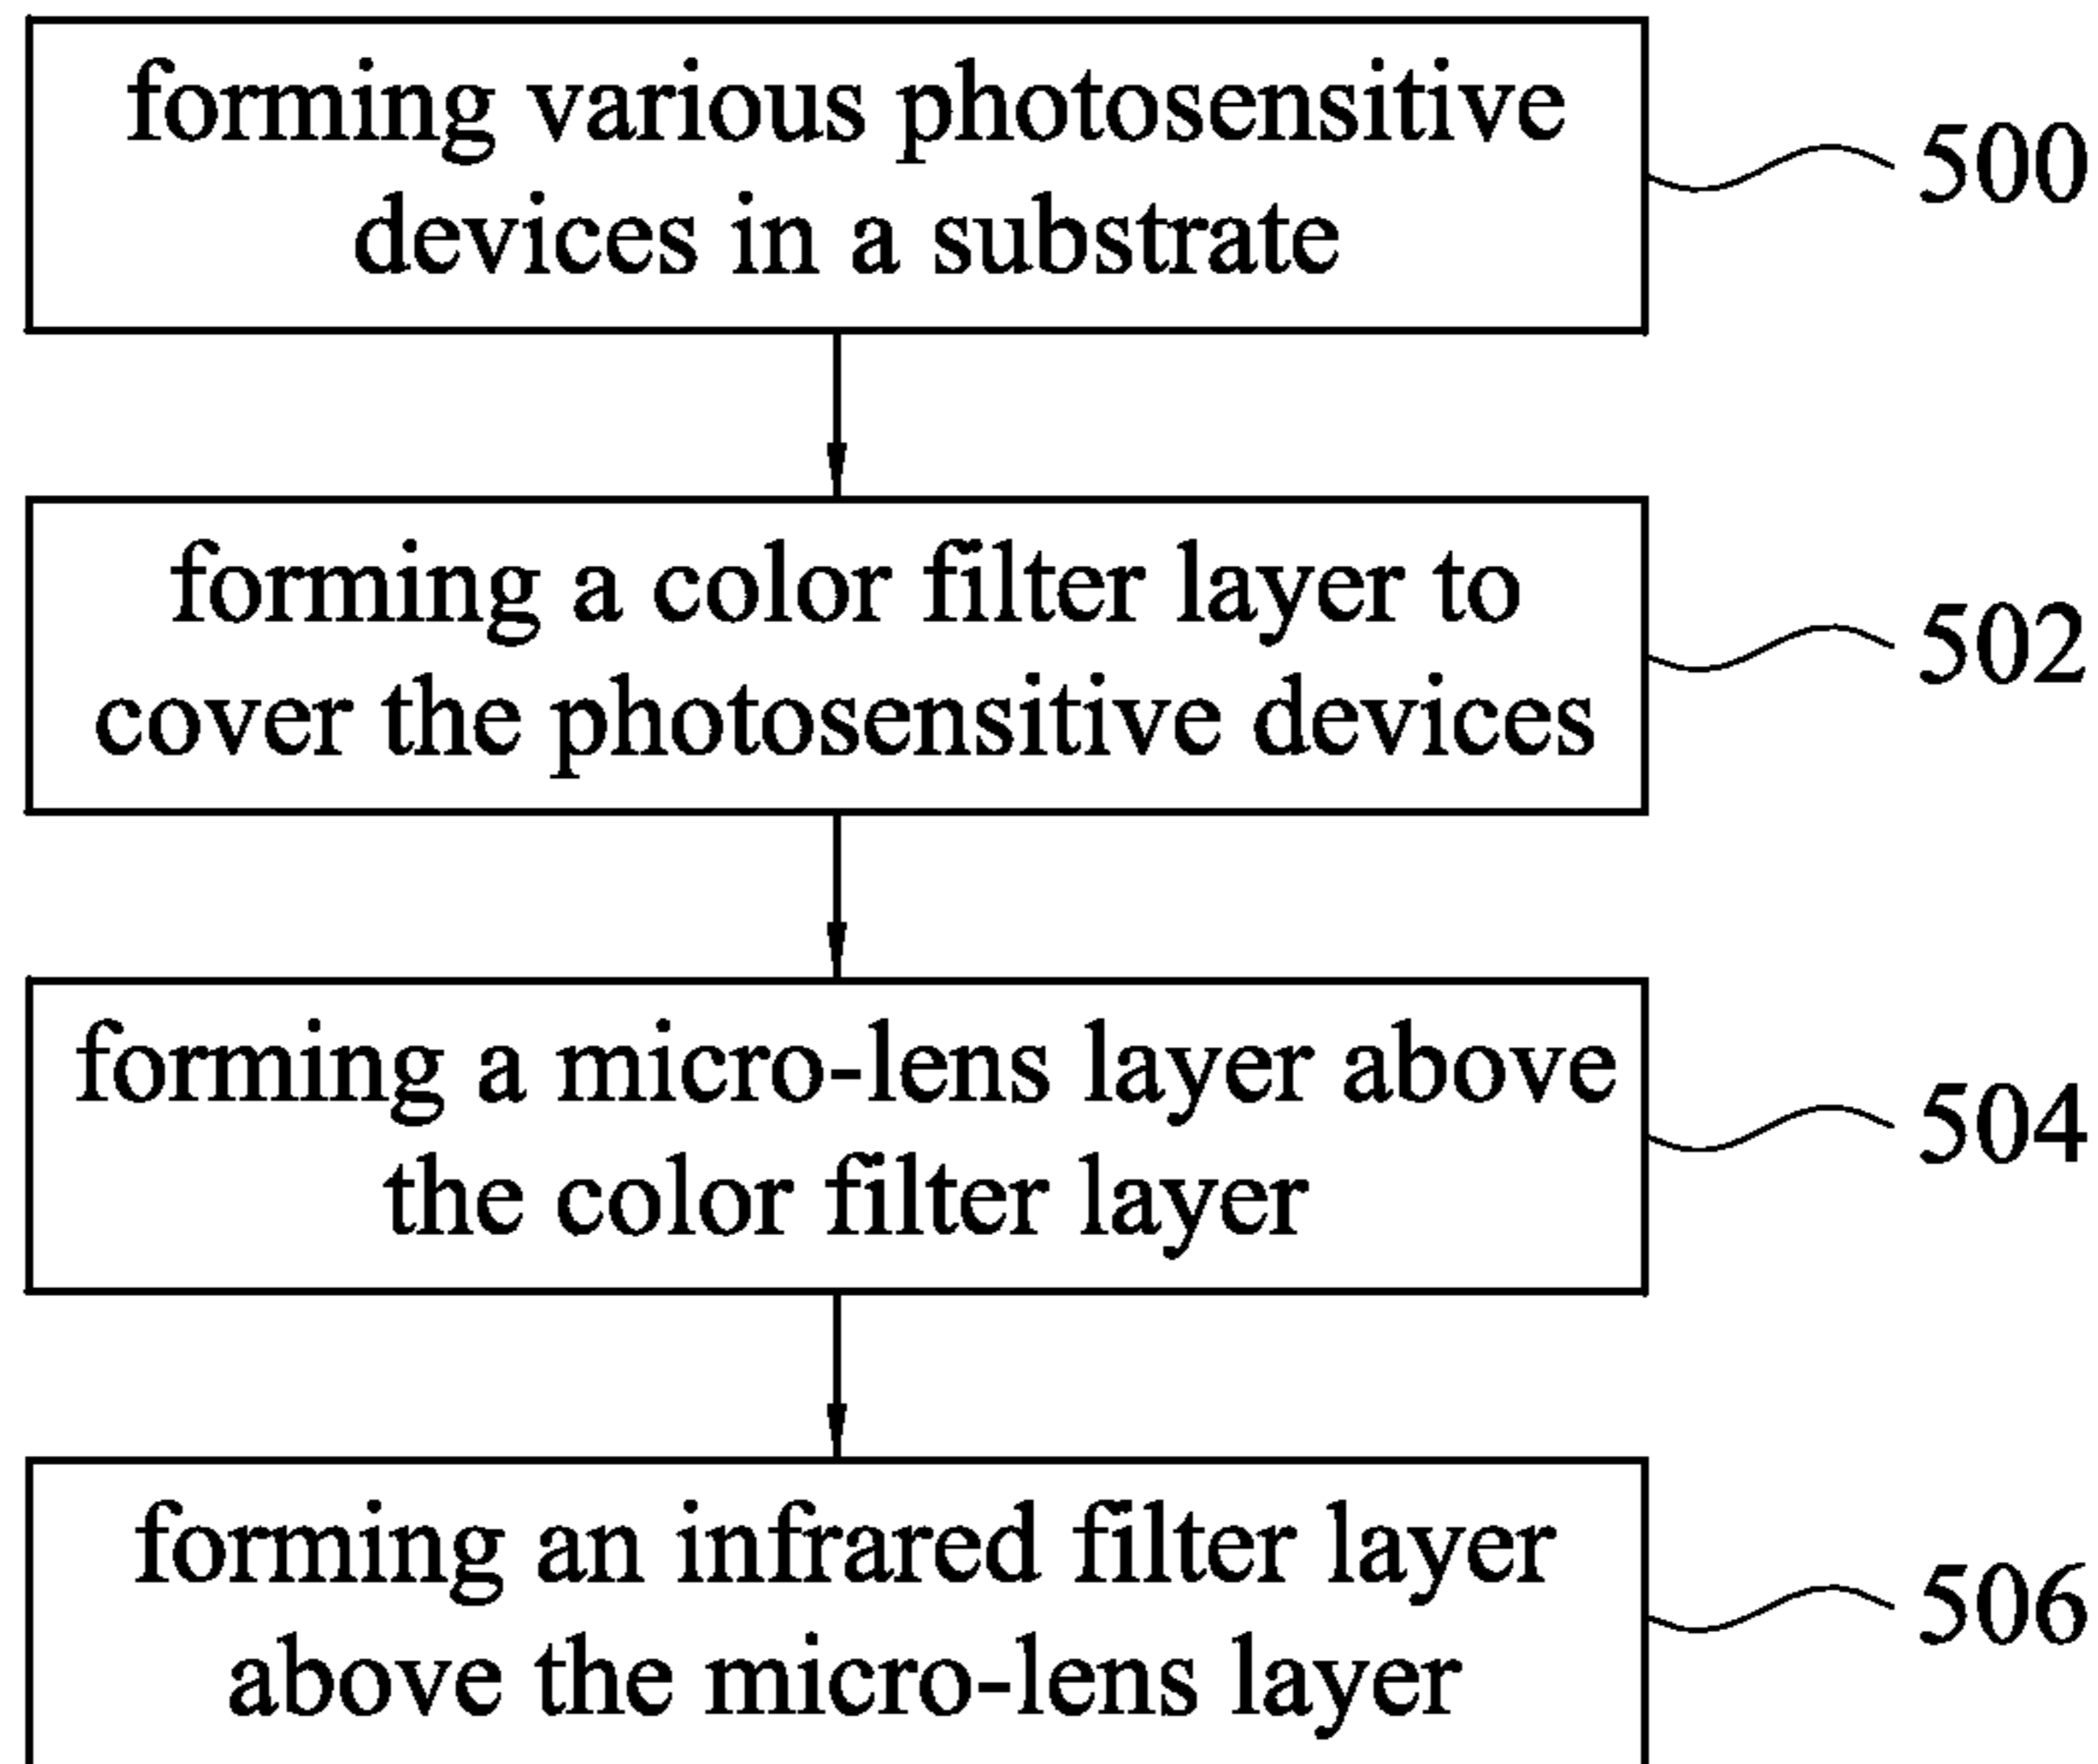 forming various photosensitive
devices in a substrate
500
forming a color filter layer to
cover the photosensitive devices
502
forming a micro-lens layer above
the color filter layer
504
forming an infrared filter layer
above the micro-lens layer
506